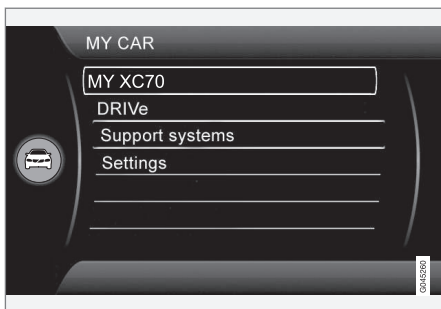 MY CAR
MY XC70
DRIVe
Support systems
Settings
G045260